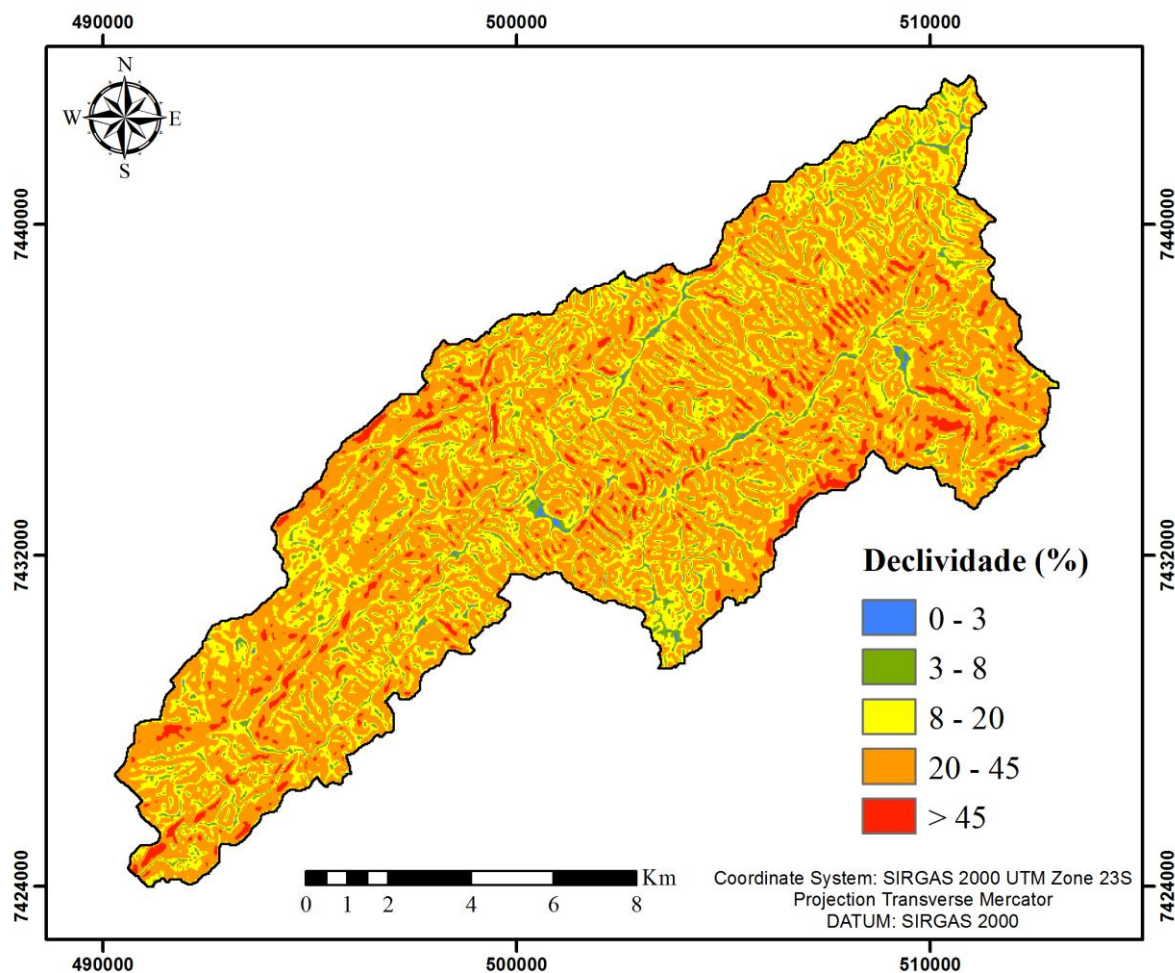 490000
500000
510000
N
W
E
S
7440000
7440000
7432000
7432000
Declividade (%)
0 - 3
3 - 8
8 - 20
20 - 45
> 45
7424000
7424000
Km
0 1 2 4 6 8
Coordinate System: SIRGAS 2000 UTM Zone 23S
Projection Transverse Mercator
DATUM: SIRGAS 2000
490000
500000
510000